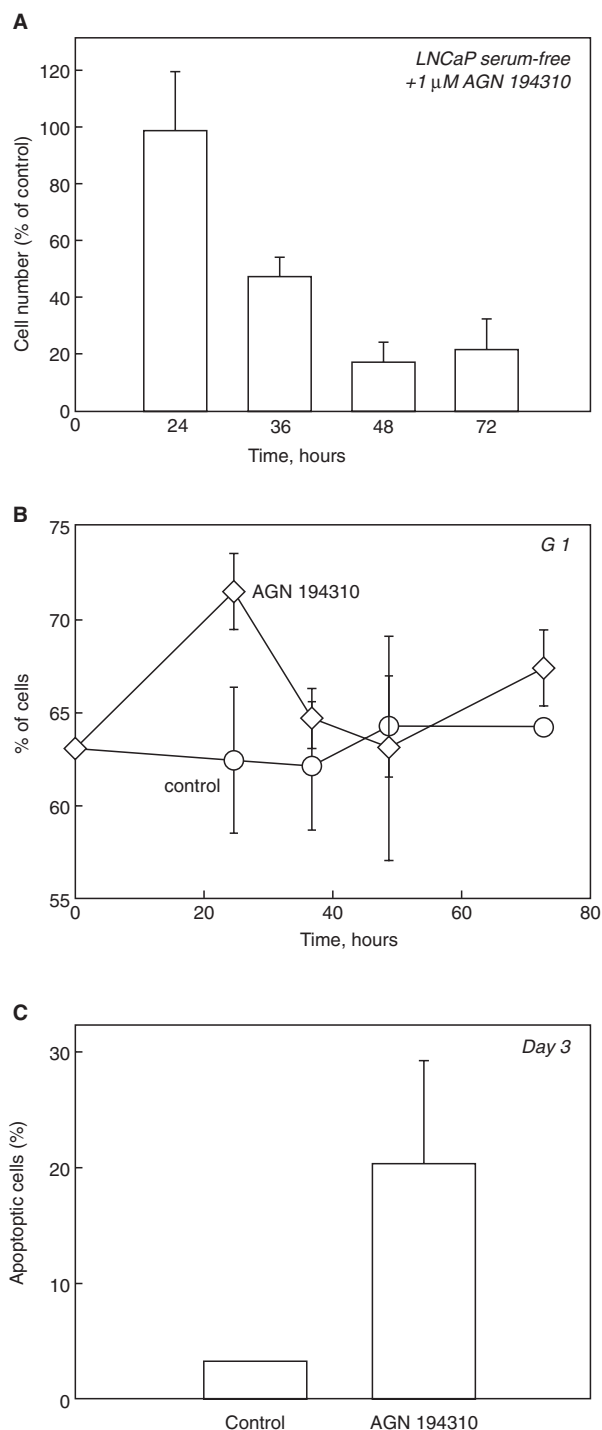 A
LNCaP serum-free
+1 μM AGN 194310
120
100
80
60
40
20
0
Cell number (% of control)
0 24 36 48 72
Time, hours
B
G 1
75
70
65
60
55
% of cells
AGN 194310
control
0 20 40 60 80
Time, hours
C
Day 3
30
20
10
0
Apoptoptic cells (%)
Control AGN 194310